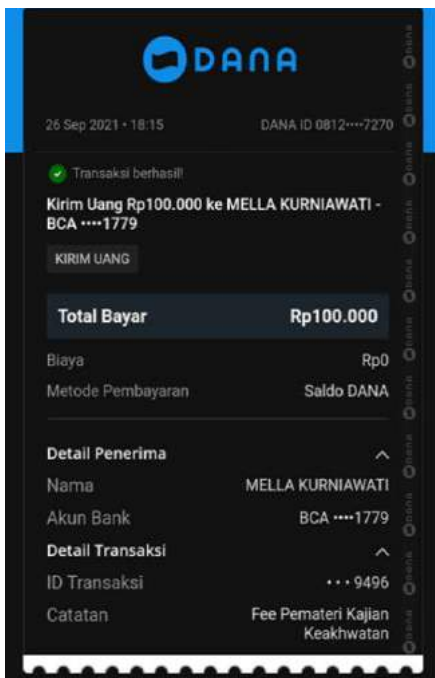 DANA
26 Sep 2021 • 18:15 DANA ID 0812····7270
Transaksi berhasil!
Kirim Uang Rp100.000 ke MELLA KURNIAWATI -
BCA ····1779
KIRIM UANG
Total Bayar Rp100.000
Biaya Rp0
Metode Pembayaran Saldo DANA
Detail Penerima
Nama MELLA KURNIAWATI
Akun Bank BCA ····1779
Detail Transaksi
ID Transaksi ···9496
Catatan Fee Pemateri Kajian
Keakhwatan